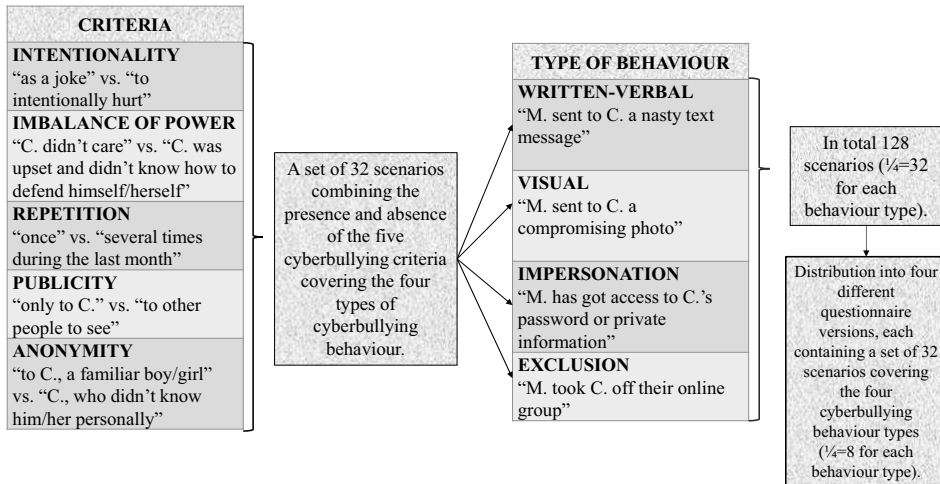 CRITERIA
INTENTIONALITY
“as a joke” vs. “to
intentionally hurt”
IMBALANCE OF POWER
“C. didn’t care” vs. “C. was
upset and didn’t know how to
defend himself/herself”
REPETITION
“once” vs. “several times
during the last month”
PUBLICITY
“only to C.” vs. “to other
people to see”
ANONYMITY
“to C., a familiar boy/girl”
vs. “C., who didn’t know
him/her personally”
A set of 32 scenarios
combining the
presence and absence
of the five
cyberbullying criteria
covering the four
types of
cyberbullying
behaviour.
TYPE OF BEHAVIOUR
WRITTEN-VERBAL
“M. sent to C. a nasty text
message”
VISUAL
“M. sent to C. a
compromising photo”
IMPERSONATION
“M. has got access to C.’s
password or private
information”
EXCLUSION
“M. took C. off their online
group”
In total 128
scenarios (¼=32
for each
behaviour type).
Distribution into four
different
questionnaire
versions, each
containing a set of 32
scenarios covering
the four
cyberbullying
behaviour types
(¼=8 for each
behaviour type).